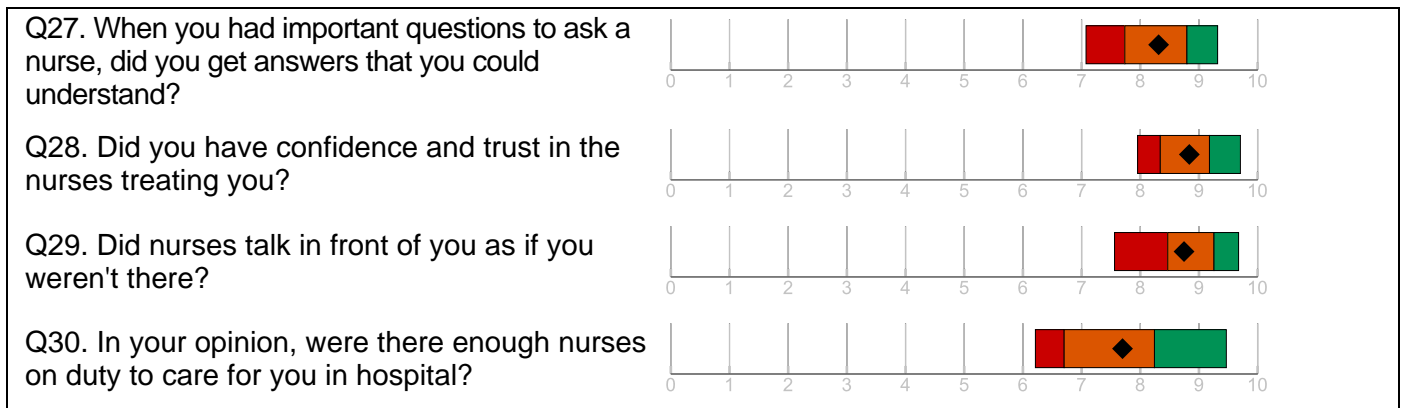 Q27. When you had important questions to ask a
nurse, did you get answers that you could
understand?
0 1 2 3 4 5 6 7 8 9 10
Q28. Did you have confidence and trust in the
nurses treating you?
0 1 2 3 4 5 6 7 8 9 10
Q29. Did nurses talk in front of you as if you
weren't there?
0 1 2 3 4 5 6 7 8 9 10
Q30. In your opinion, were there enough nurses
on duty to care for you in hospital?
0 1 2 3 4 5 6 7 8 9 10